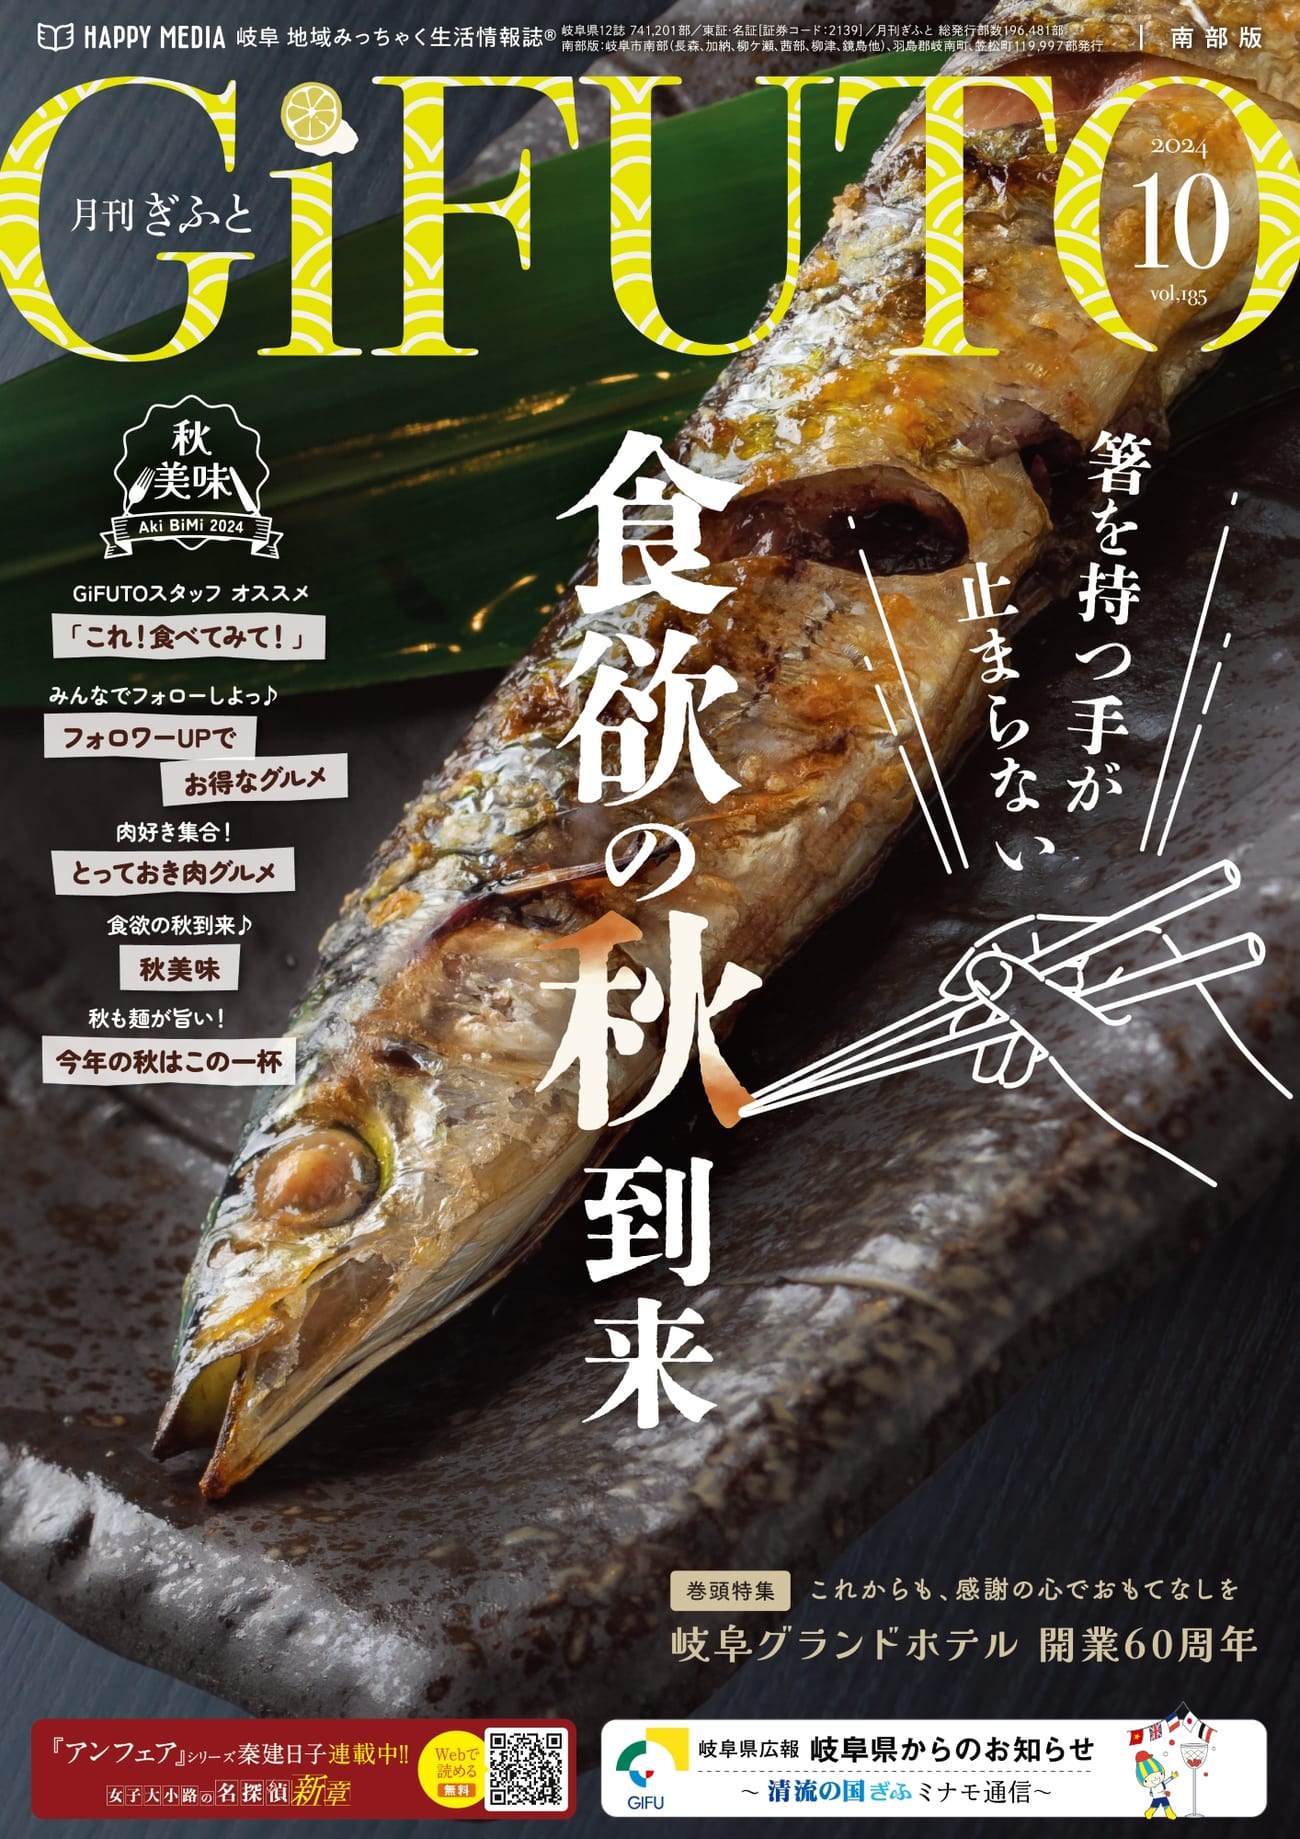 HAPPY MEDIA 岐阜 地域みっちゃく生活情報誌®
岐阜県12誌 741,201部／東証・名証[証券コード:2139]／月刊ぎふと 総発行部数196,481部
南部版:岐阜市南部(長森、加納、柳ケ瀬、茜部、柳津、鏡島他)、羽島郡岐南町、笠松町119,997部発行
南部版
GiFUTO
月刊ぎふと
2024
10
vol,185
秋
美味
Aki BiMi 2024
GiFUTOスタッフ オススメ
「これ!食べてみて!」
みんなでフォローしよっ♪
フォロワーUPで
お得なグルメ
肉好き集合!
とっておき肉グルメ
食欲の秋到来♪
秋美味
秋も麺が旨い!
今年の秋はこの一杯
箸を持つ手が
止まらない
食欲の秋到来
巻頭特集
これからも、感謝の心でおもてなしを
岐阜グランドホテル 開業60周年
『アンフェア』シリーズ秦建日子連載中!!
女子大小路の名探偵新章
Webで
読める
無料
GIFU
岐阜県広報 岐阜県からのお知らせ
～清流の国ぎふミナモ通信～